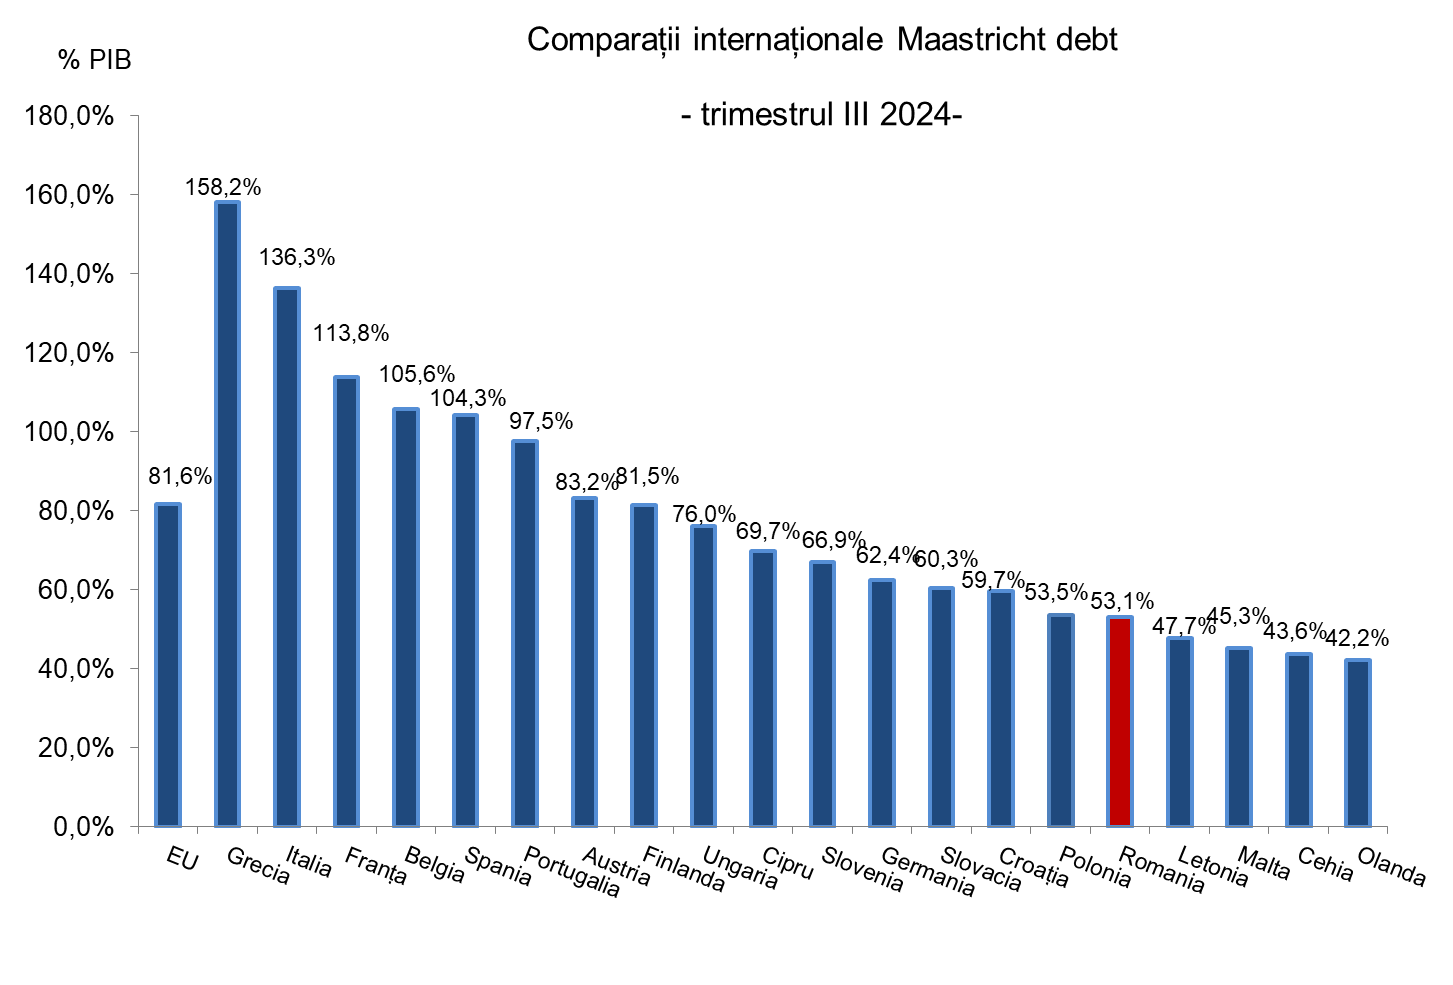 Comparații internaționale Maastricht debt
- trimestrul III 2024-
% PIB
180,0%
160,0%
140,0%
120,0%
100,0%
80,0%
60,0%
40,0%
20,0%
0,0%
81,6%
158,2%
136,3%
113,8%
105,6%
104,3%
97,5%
83,2%
81,5%
76,0%
69,7%
66,9%
62,4%
60,3%
59,7%
53,5%
53,1%
47,7%
45,3%
43,6%
42,2%
EU
Grecia
Italia
Franța
Belgia
Spania
Portugalia
Austria
Finlanda
Ungaria
Cipru
Slovenia
Germania
Slovacia
Croația
Polonia
Romania
Letonia
Malta
Cehia
Olanda